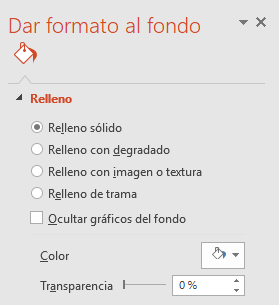 Dar formato al fondo
Relleno
Relleno sólido
Relleno con degradado
Relleno con imagen o textura
Relleno de trama
Ocultar gráficos del fondo
Color
Transparencia 0 %